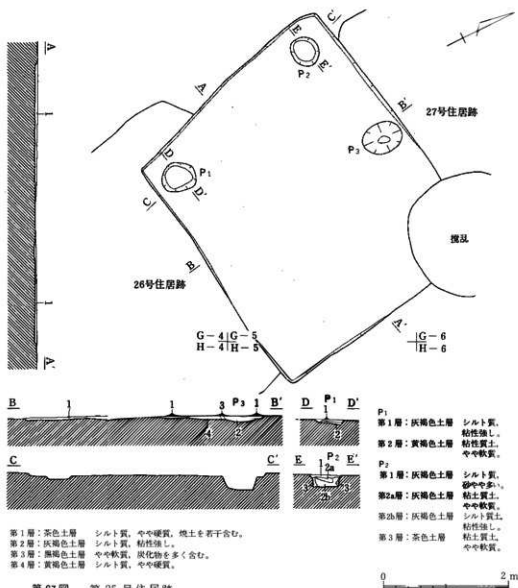 A
E
C'
P₂
E'
A
B'
27号住居跡
P₃
1
D
P₁
D'
C
撹乱
B
26号住居跡
G-4 G-5
H-4 H-5
A'
G-6
H-6
1
A'
B 1 1 3 P₃ 1 B'
4 2
D P₁ D'
1
2
C C'
E P₂ E'
1 2a
3 2b 3
P₁
第1層:灰褐色土層 シルト質,粘性強し。
第2層:黄褐色土層 粘性質土,やや軟質。
P₂
第1層:灰褐色土層 シルト質,砂やや多い。
第2a層:灰褐色土層 粘土質土,やや軟質。
第2b層:灰褐色土層 シルト質土,粘性強し。
第3層:茶色土層 粘土質土,やや軟質。
第1層:茶色土層 シルト質,やや硬質,焼土を若干含む。
第2層:灰褐色土層 シルト質,粘性強し。
第3層:黒褐色土層 やや軟質,炭化物を多く含む。
第4層:黄褐色土層 シルト質,やや硬質。
0 2m
号住居跡